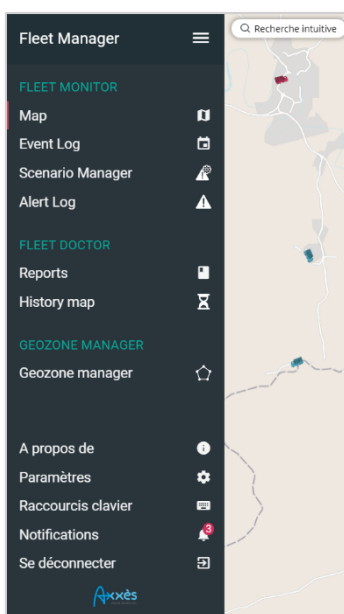 Fleet Manager
Recherche intuitive
FLEET MONITOR
Map
Event Log
Scenario Manager
Alert Log
FLEET DOCTOR
Reports
History map
GEOZONE MANAGER
Geozone manager
A propos de
Paramètres
Raccourcis clavier
Notifications
3
Se déconnecter
Axxès